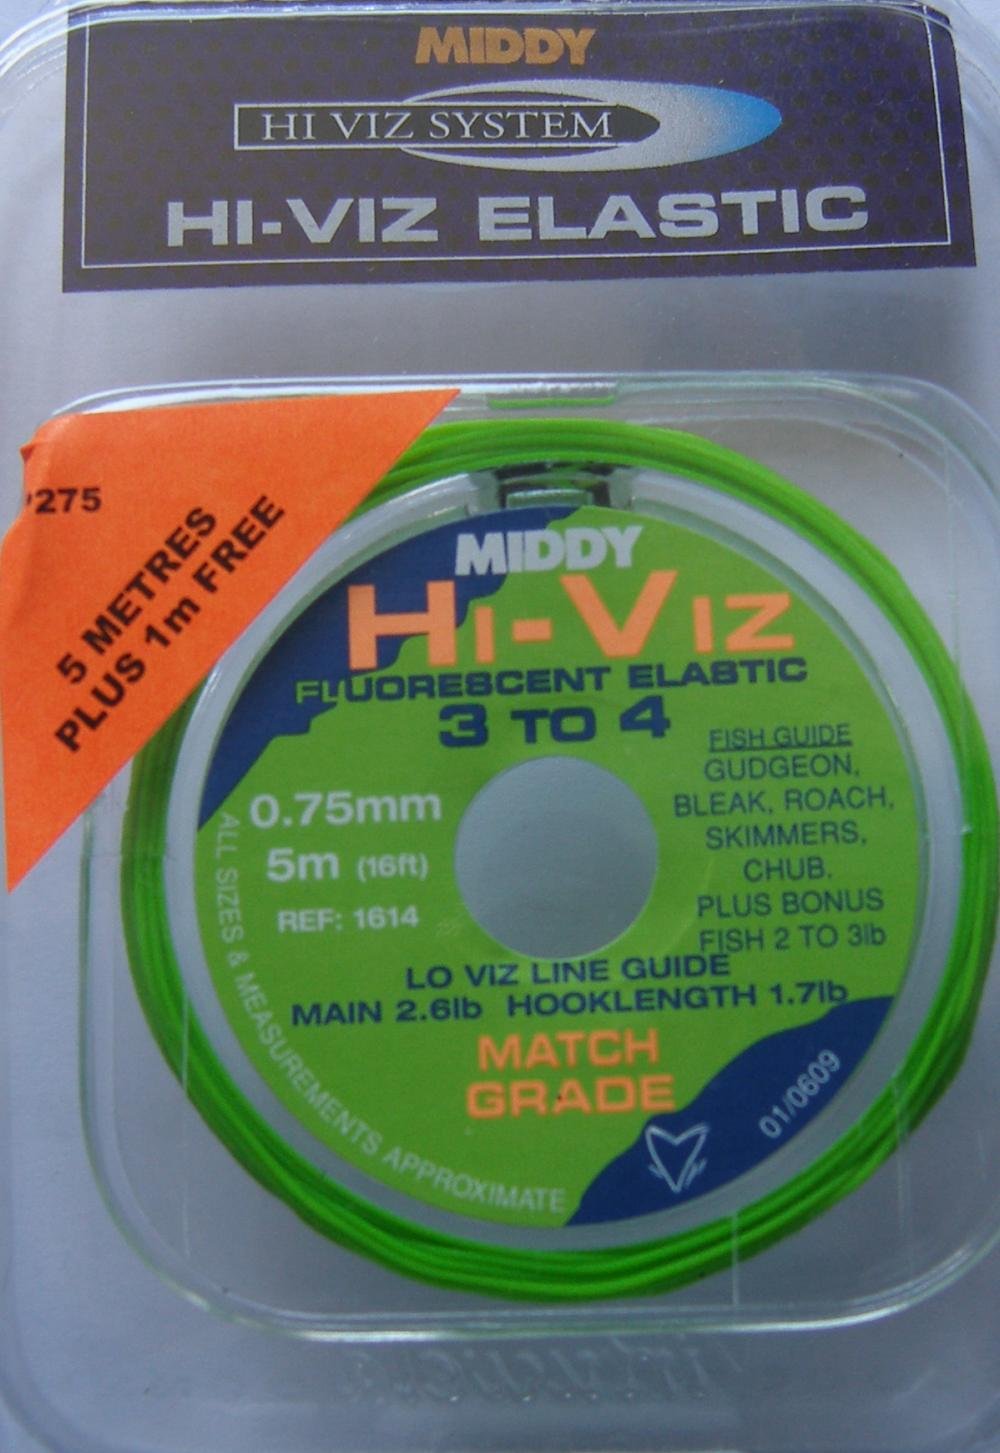 MIDDY
HI VIZ SYSTEM
HI-VIZ ELASTIC
275
5 METRES
PLUS 1m FREE
MIDDY
HI-VIZ
FLUORESCENT ELASTIC
3 TO 4
0.75mm
5m (16ft)
REF: 1614
FISH GUIDE
GUDGEON,
BLEAK, ROACH,
SKIMMERS,
CHUB.
PLUS BONUS
FISH 2 TO 3lb
LO VIZ LINE GUIDE
MAIN 2.6lb HOOKLENGTH 1.7lb
MATCH
GRADE
ALL SIZES & MEASUREMENTS APPROXIMATE
01/0609